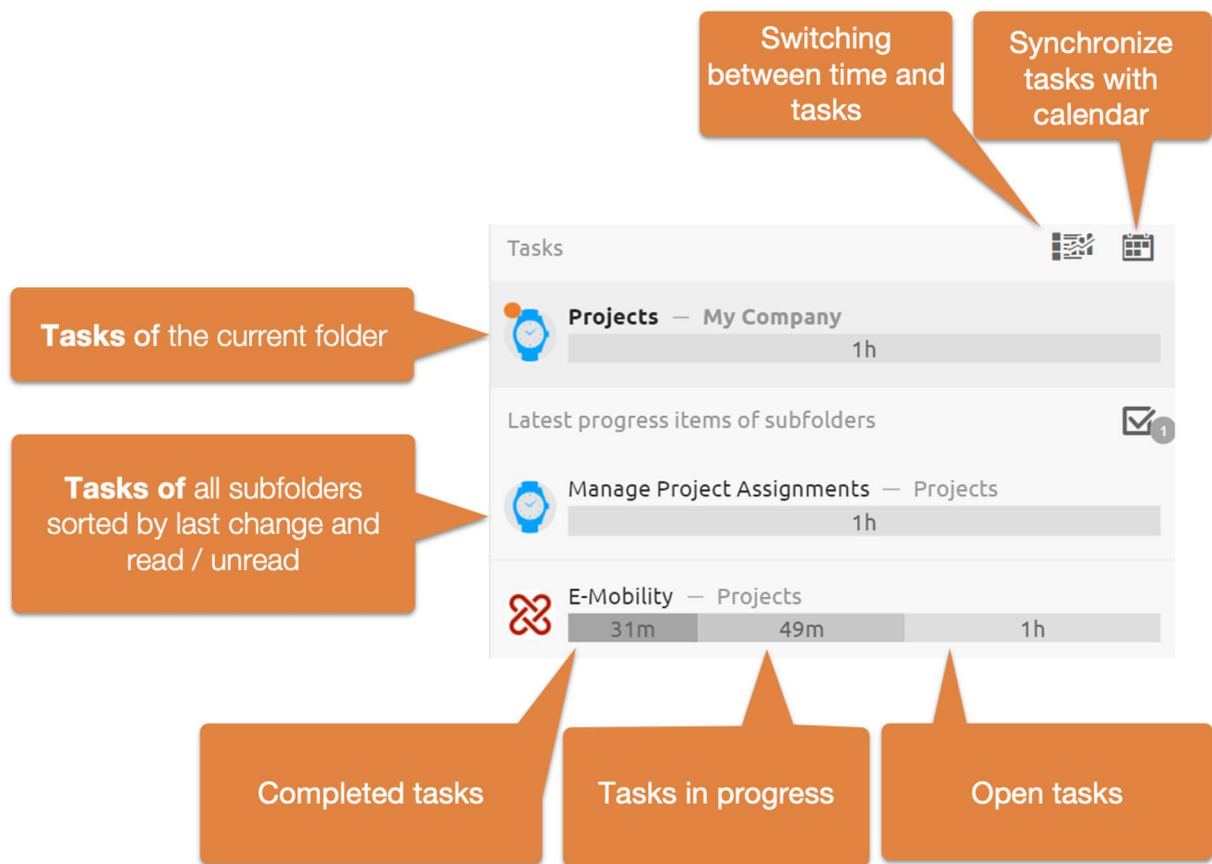 Switching
between time and
tasks
Synchronize
tasks with
calendar
Tasks
Tasks of the current folder
Projects — My Company
1h
Latest progress items of subfolders
1
Tasks of all subfolders
sorted by last change and
read / unread
Manage Project Assignments — Projects
1h
E-Mobility — Projects
31m 49m 1h
Completed tasks
Tasks in progress
Open tasks